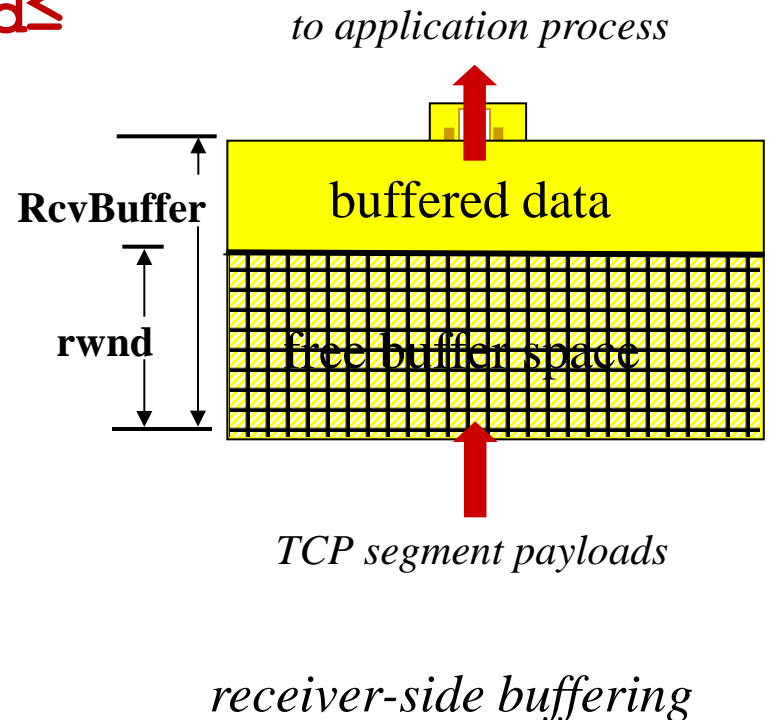 d≤
to application process
RcvBuffer
buffered data
rwnd
free buffer space
TCP segment payloads
receiver-side buffering